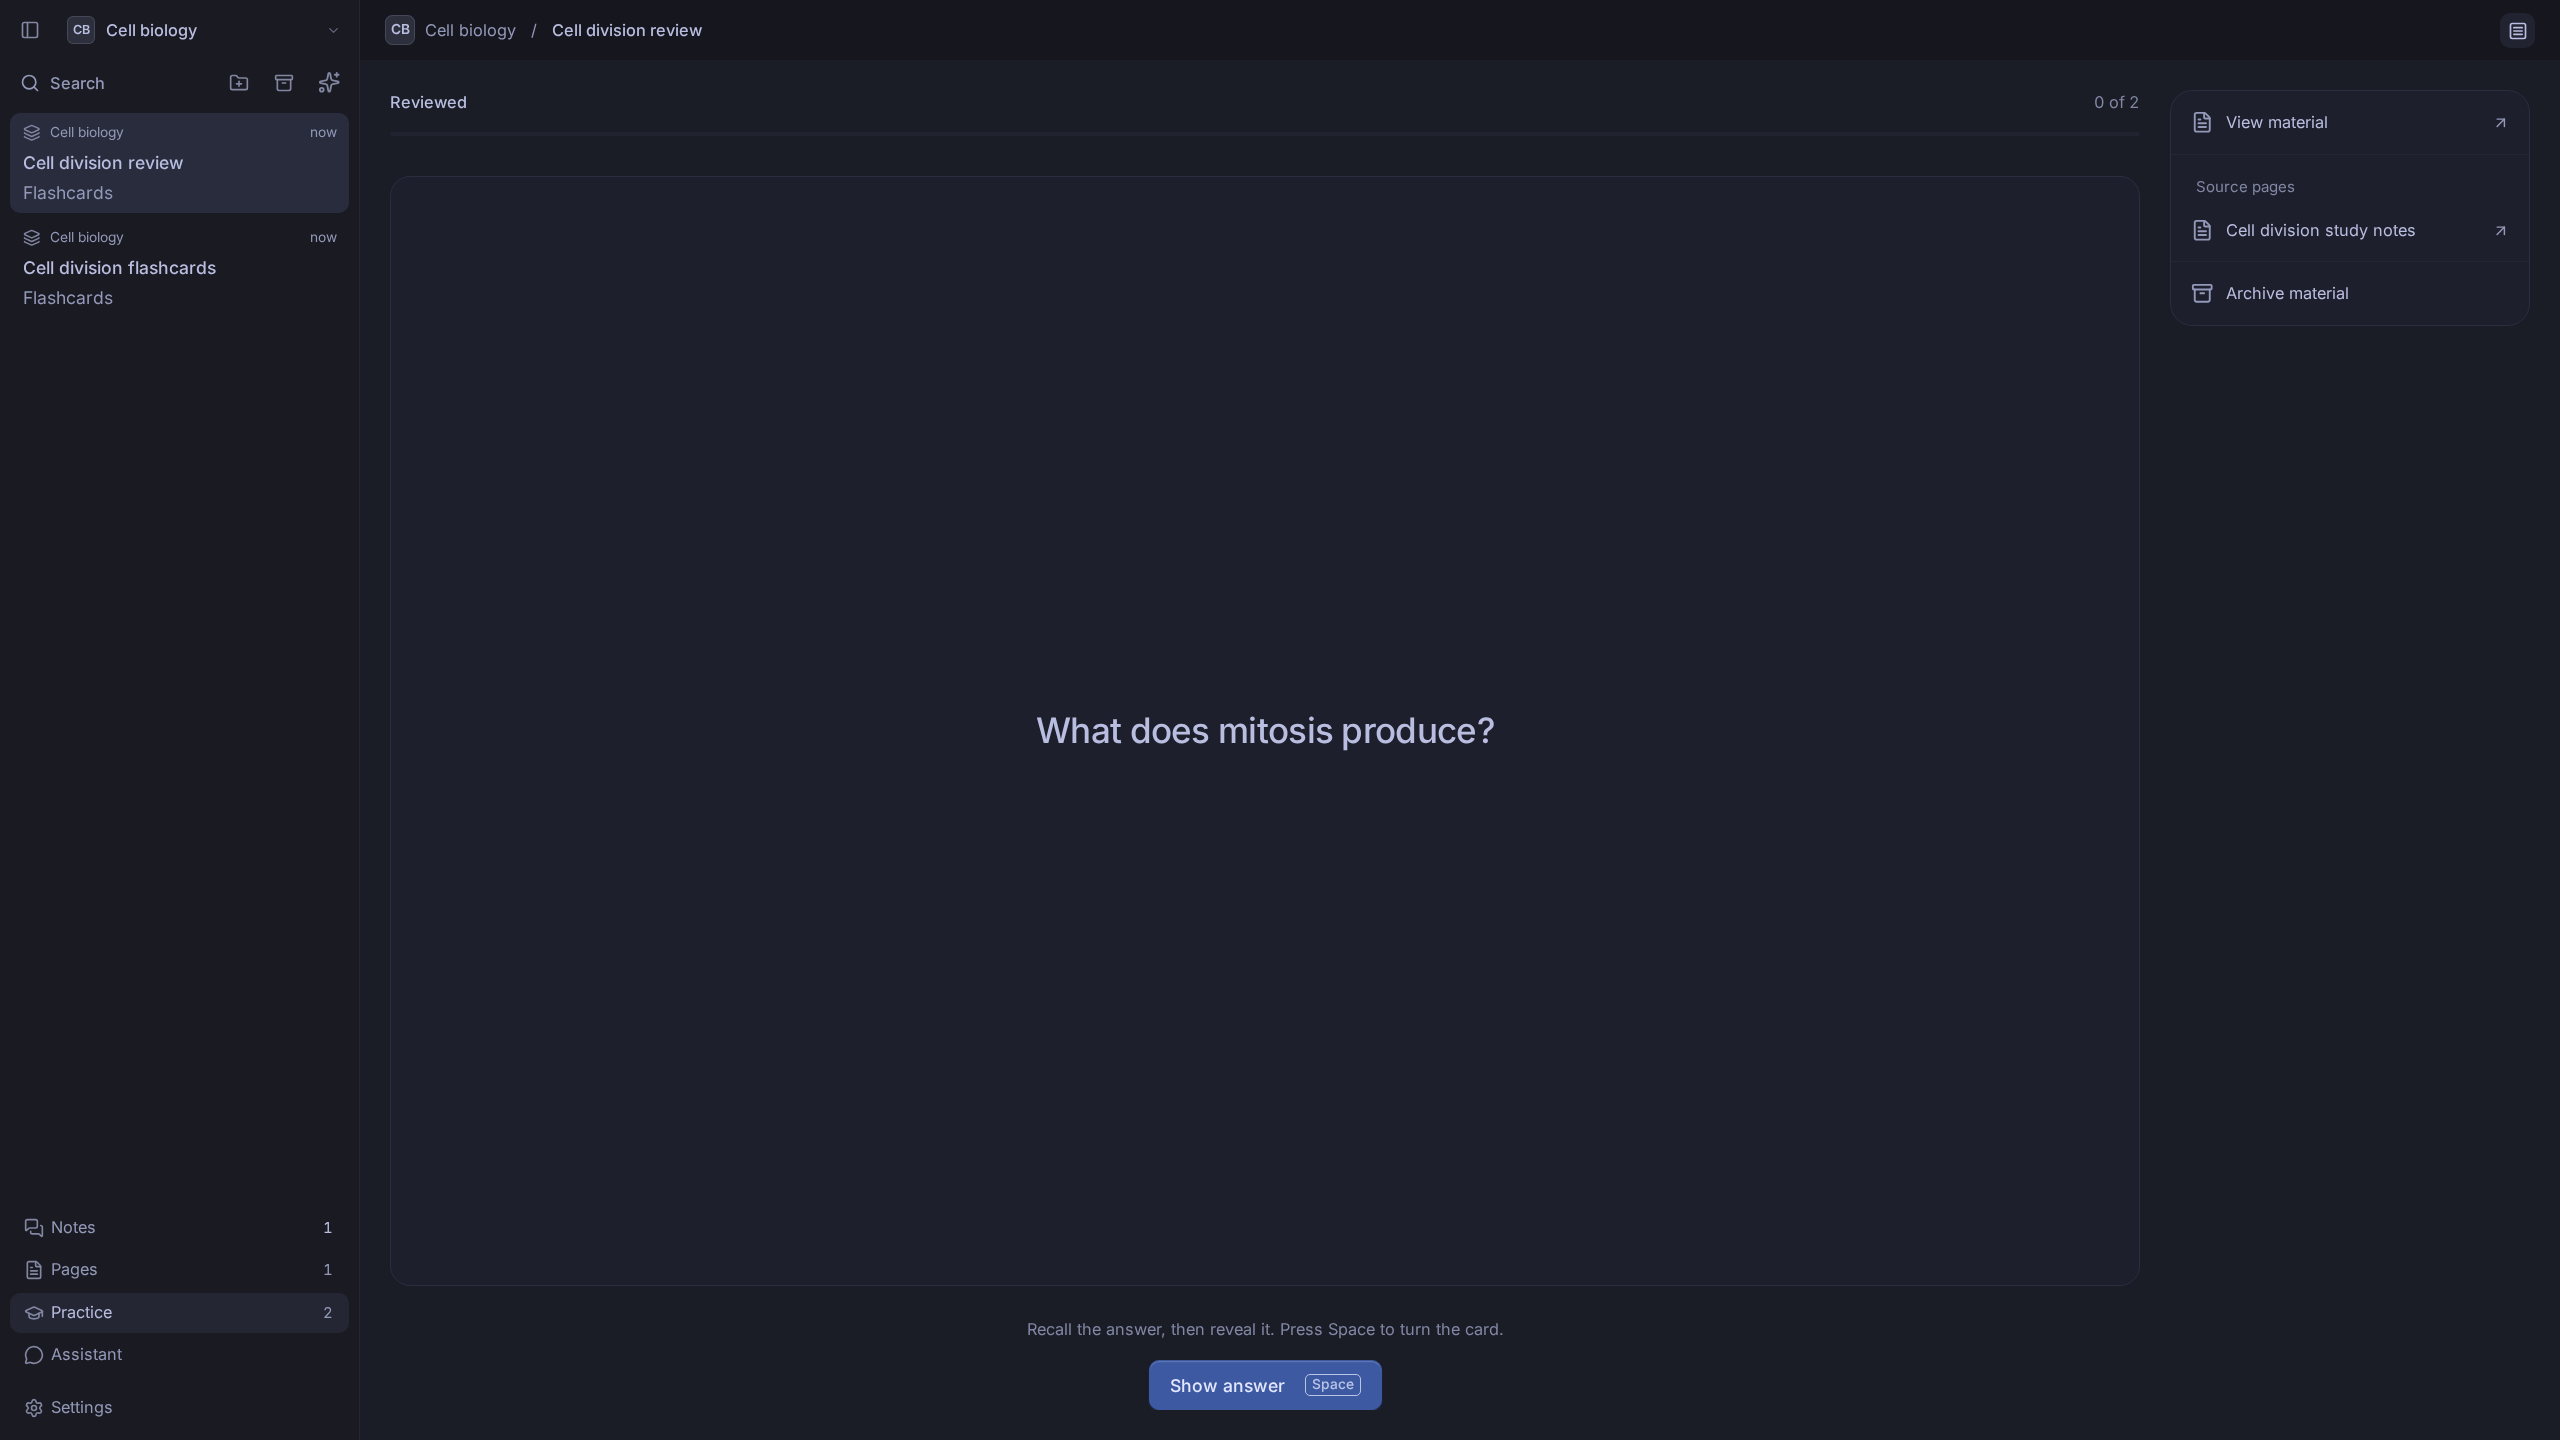 CB Cell biology
Search
Cell biology now
Cell division review
Flashcards
Cell biology now
Cell division flashcards
Flashcards
Notes 1
Pages 1
Practice 2
Assistant
Settings
CB Cell biology / Cell division review
Reviewed 0 of 2
What does mitosis produce?
Recall the answer, then reveal it. Press Space to turn the card.
Show answer Space
View material
Source pages
Cell division study notes
Archive material